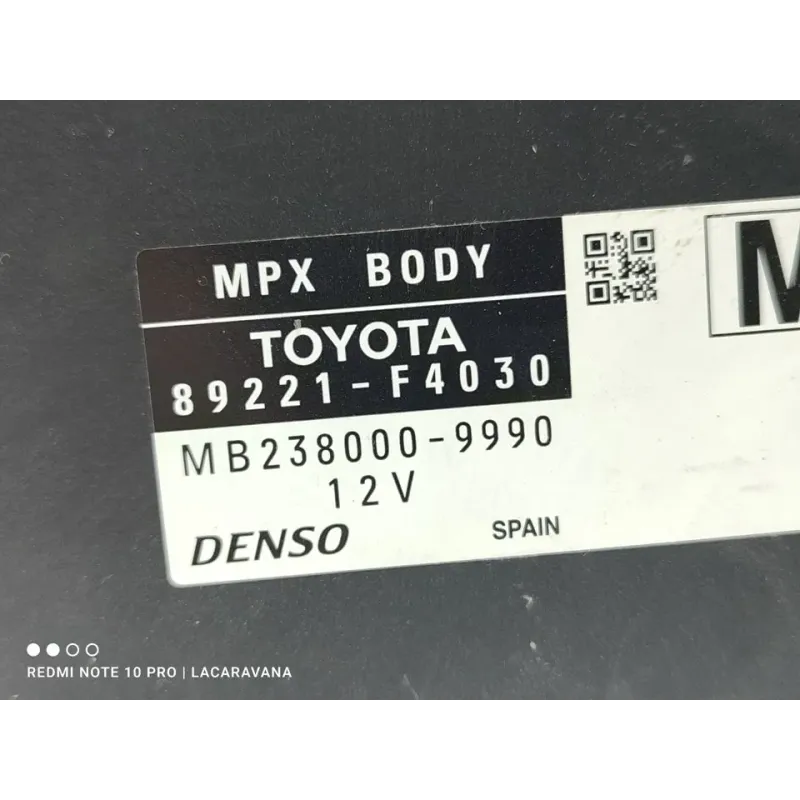 MPX BODY
TOYOTA
89221-F4030
MB238000-9990
12V
DENSO SPAIN
M
REDMI NOTE 10 PRO | LACARAVANA